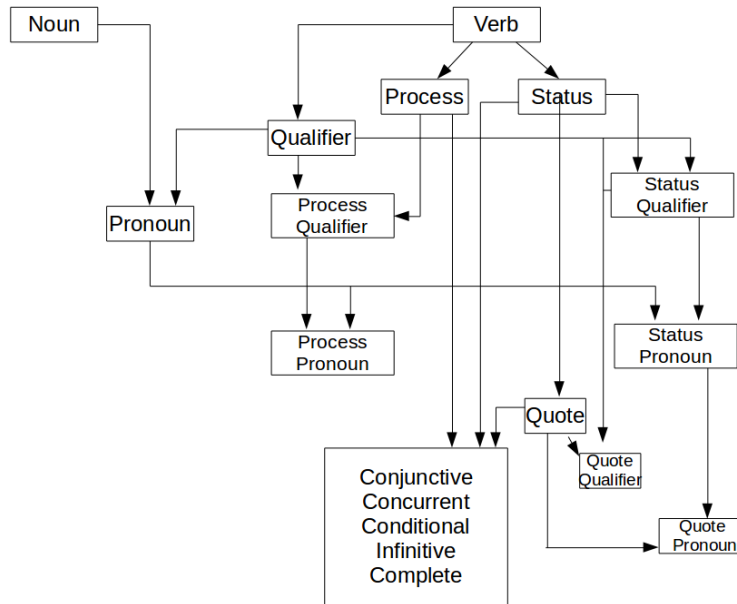 Noun
Verb
Process
Status
Qualifier
Status
Qualifier
Process
Qualifier
Pronoun
Process
Pronoun
Status
Pronoun
Quote
Quote
Qualifier
Conjunctive
Concurrent
Conditional
Infinitive
Complete
Quote
Pronoun